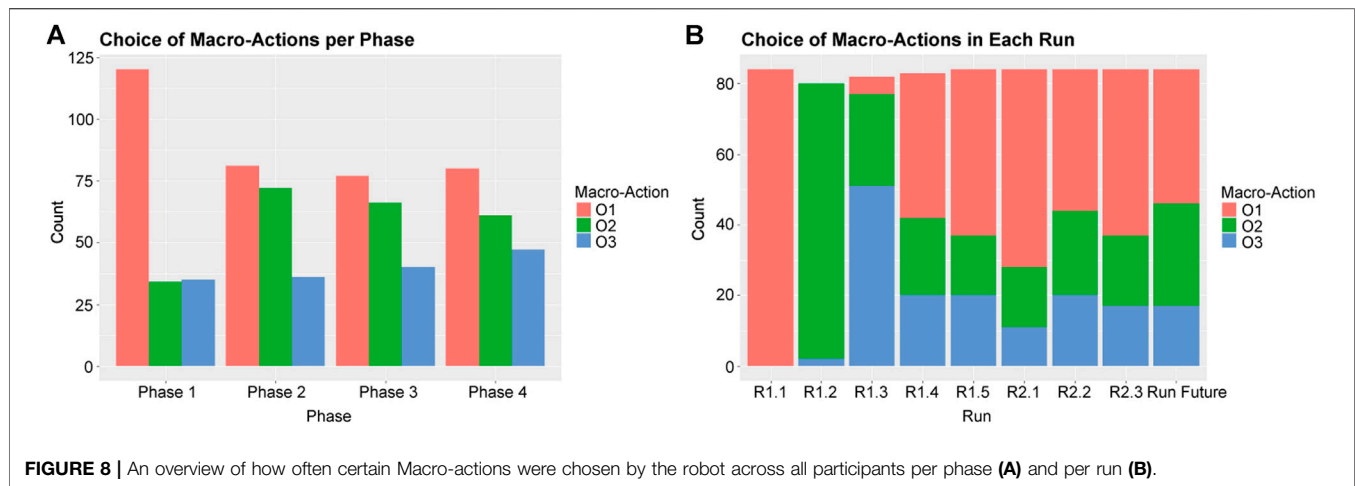 A
Choice of Macro-Actions per Phase
125
100
75
50
25
0
Count
Phase 1 Phase 2 Phase 3 Phase 4
Phase
Macro-Action
O1
O2
O3
B
Choice of Macro-Actions in Each Run
80
60
40
20
0
Count
R1.1 R1.2 R1.3 R1.4 R1.5 R2.1 R2.2 R2.3 Run Future
Run
Macro-Action
O1
O2
O3
FIGURE 8 | An overview of how often certain Macro-actions were chosen by the robot across all participants per phase (A) and per run (B).